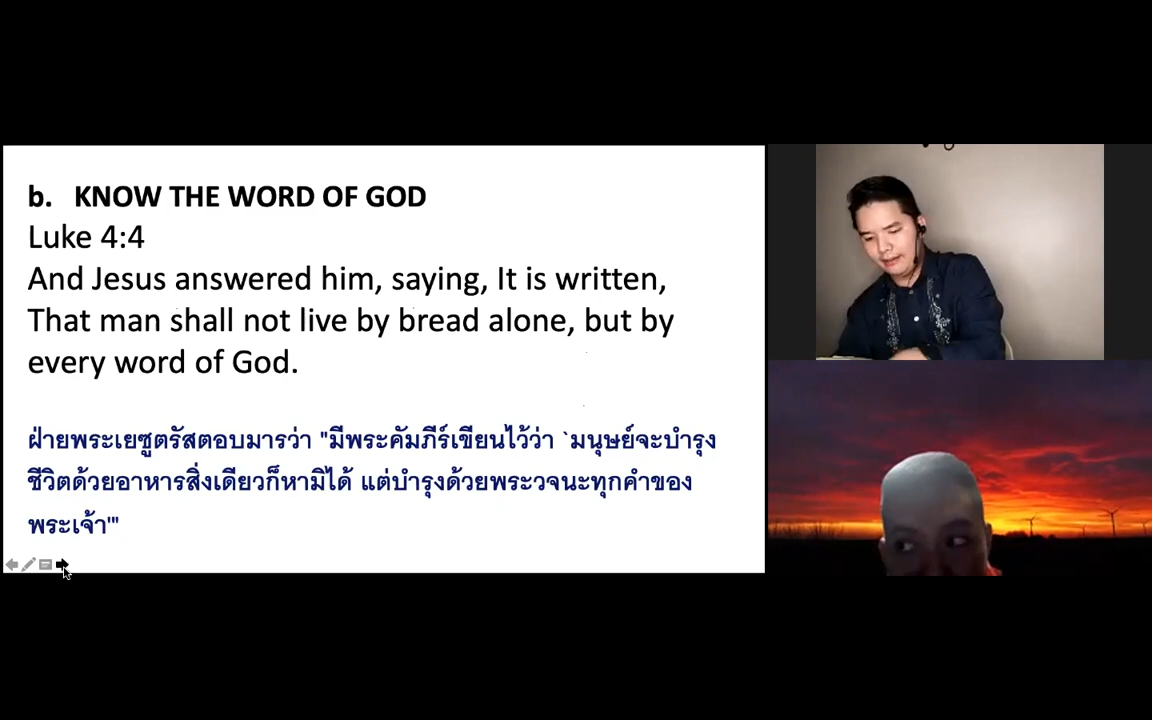 b. KNOW THE WORD OF GOD
Luke 4:4
And Jesus answered him, saying, It is written,
That man shall not live by bread alone, but by
every word of God.
ฝ่ายพระเยซูตรัสตอบมารว่า "มีพระคัมภีร์เขียนไว้ว่า `มนุษย์จะบำรุง
ชีวิตด้วยอาหารสิ่งเดียวก็หามิได้ แต่บำรุงด้วยพระวจนะทุกคำของ
พระเจ้า'"